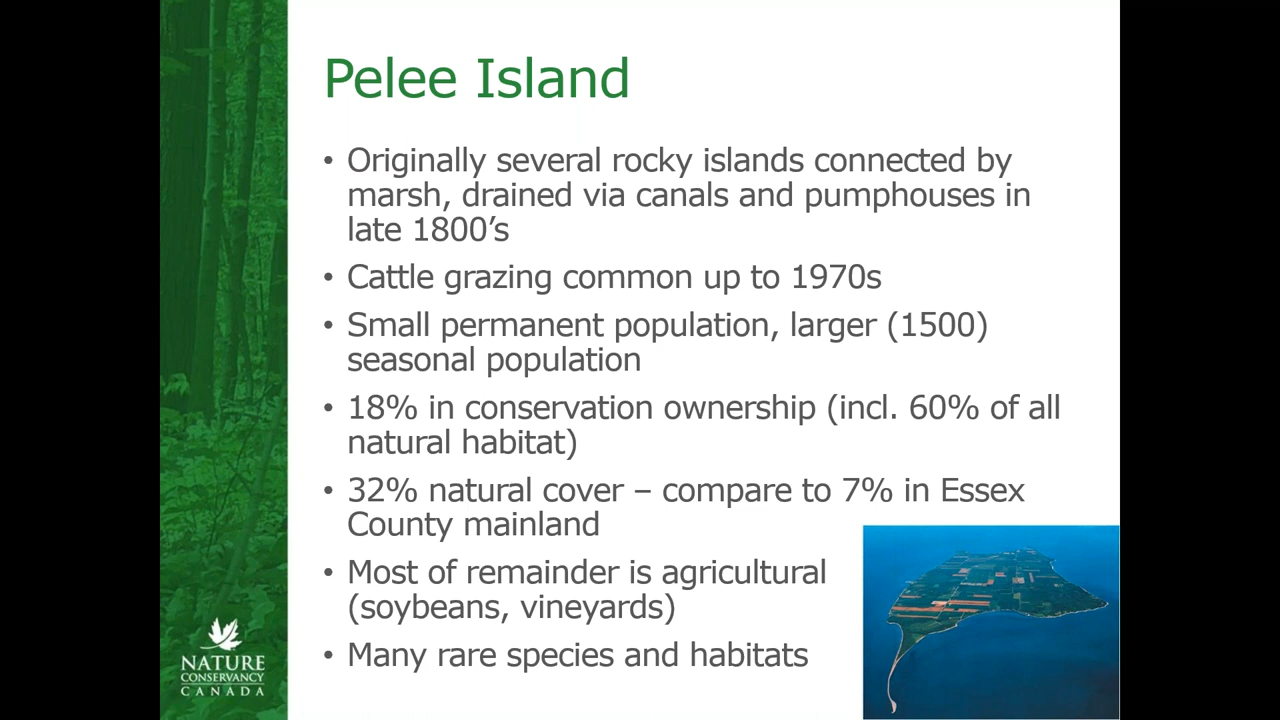 Pelee Island
• Originally several rocky islands connected by
marsh, drained via canals and pumphouses in
late 1800’s
• Cattle grazing common up to 1970s
• Small permanent population, larger (1500)
seasonal population
• 18% in conservation ownership (incl. 60% of all
natural habitat)
• 32% natural cover – compare to 7% in Essex
County mainland
• Most of remainder is agricultural
(soybeans, vineyards)
• Many rare species and habitats
NATURE
CONSERVANCY
CANADA